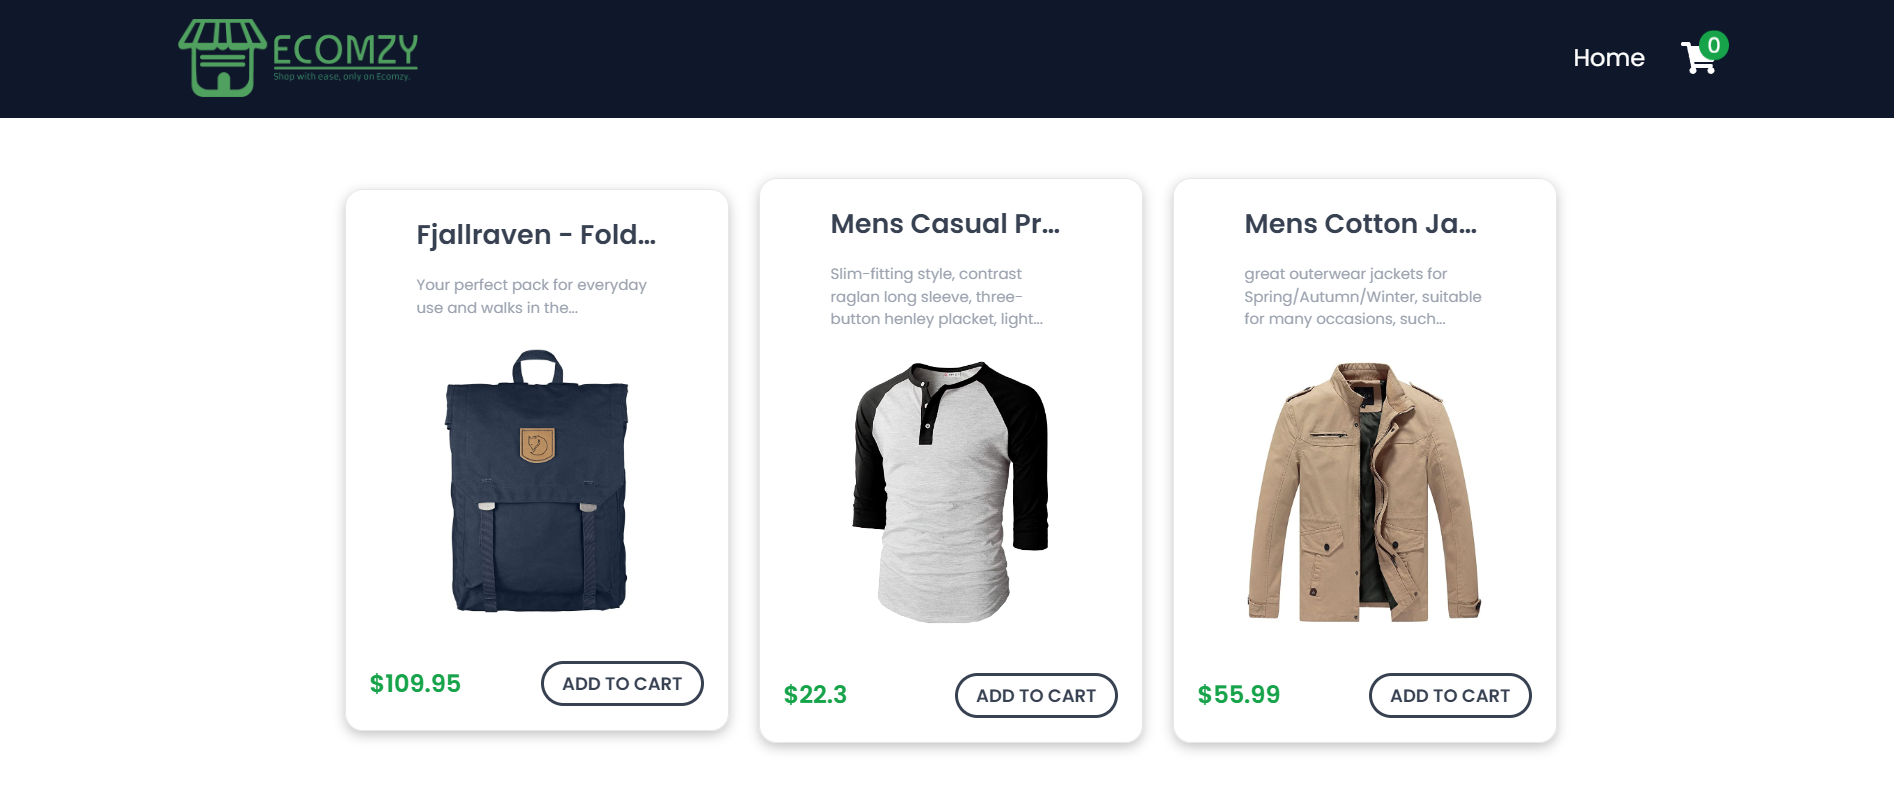 ECOMZY
Shop with ease, only on Ecomzy.
Home
0
Fjallraven - Fold...
Your perfect pack for everyday
use and walks in the...
$109.95
ADD TO CART
Mens Casual Pr...
Slim-fitting style, contrast
raglan long sleeve, three-
button henley placket, light...
$22.3
ADD TO CART
Mens Cotton Ja...
great outerwear jackets for
Spring/Autumn/Winter, suitable
for many occasions, such...
$55.99
ADD TO CART